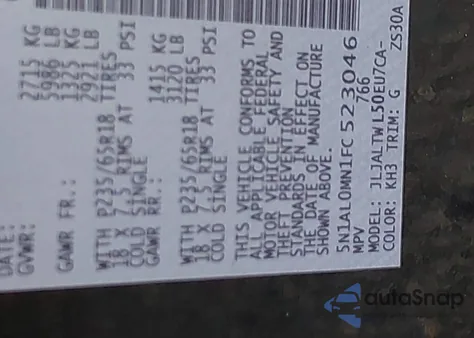 DATE:
GVWR: 2715 KG
5986 LB
GAWR FR.: 1325 KG
2921 LB
WITH P235/65R18 TIRES
18 X 7.5 RIMS AT 33 PSI
COLD SINGLE
GAWR RR.: 1415 KG
3120 LB
WITH P235/65R18 TIRES
18 X 7.5 RIMS AT 33 PSI
COLD SINGLE
THIS VEHICLE CONFORMS TO
ALL APPLICABLE FEDERAL
MOTOR VEHICLE SAFETY AND
THEFT PREVENTION
STANDARDS IN EFFECT ON
THE DATE OF MANUFACTURE
SHOWN ABOVE.
5N1AL0MN1FC523046
MPV 766
MODEL: JLJALTWL50EU7/CA-
COLOR: KH3 TRIM: G ZS30A
autoSnap